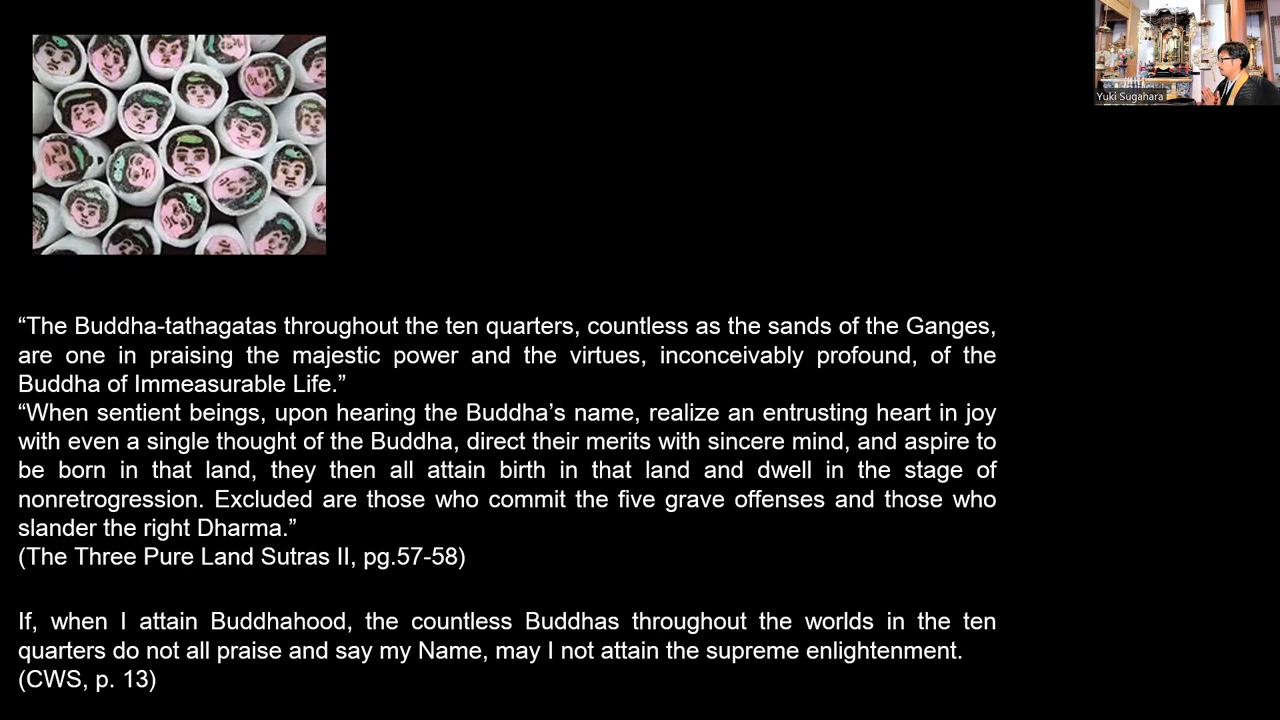 Yuki Sugahara
“The Buddha-tathagatas throughout the ten quarters, countless as the sands of the Ganges,
are one in praising the majestic power and the virtues, inconceivably profound, of the
Buddha of Immeasurable Life.”
“When sentient beings, upon hearing the Buddha’s name, realize an entrusting heart in joy
with even a single thought of the Buddha, direct their merits with sincere mind, and aspire to
be born in that land, they then all attain birth in that land and dwell in the stage of
nonretrogression. Excluded are those who commit the five grave offenses and those who
slander the right Dharma.”
(The Three Pure Land Sutras II, pg.57-58)
If, when I attain Buddhahood, the countless Buddhas throughout the worlds in the ten
quarters do not all praise and say my Name, may I not attain the supreme enlightenment.
(CWS, p. 13)